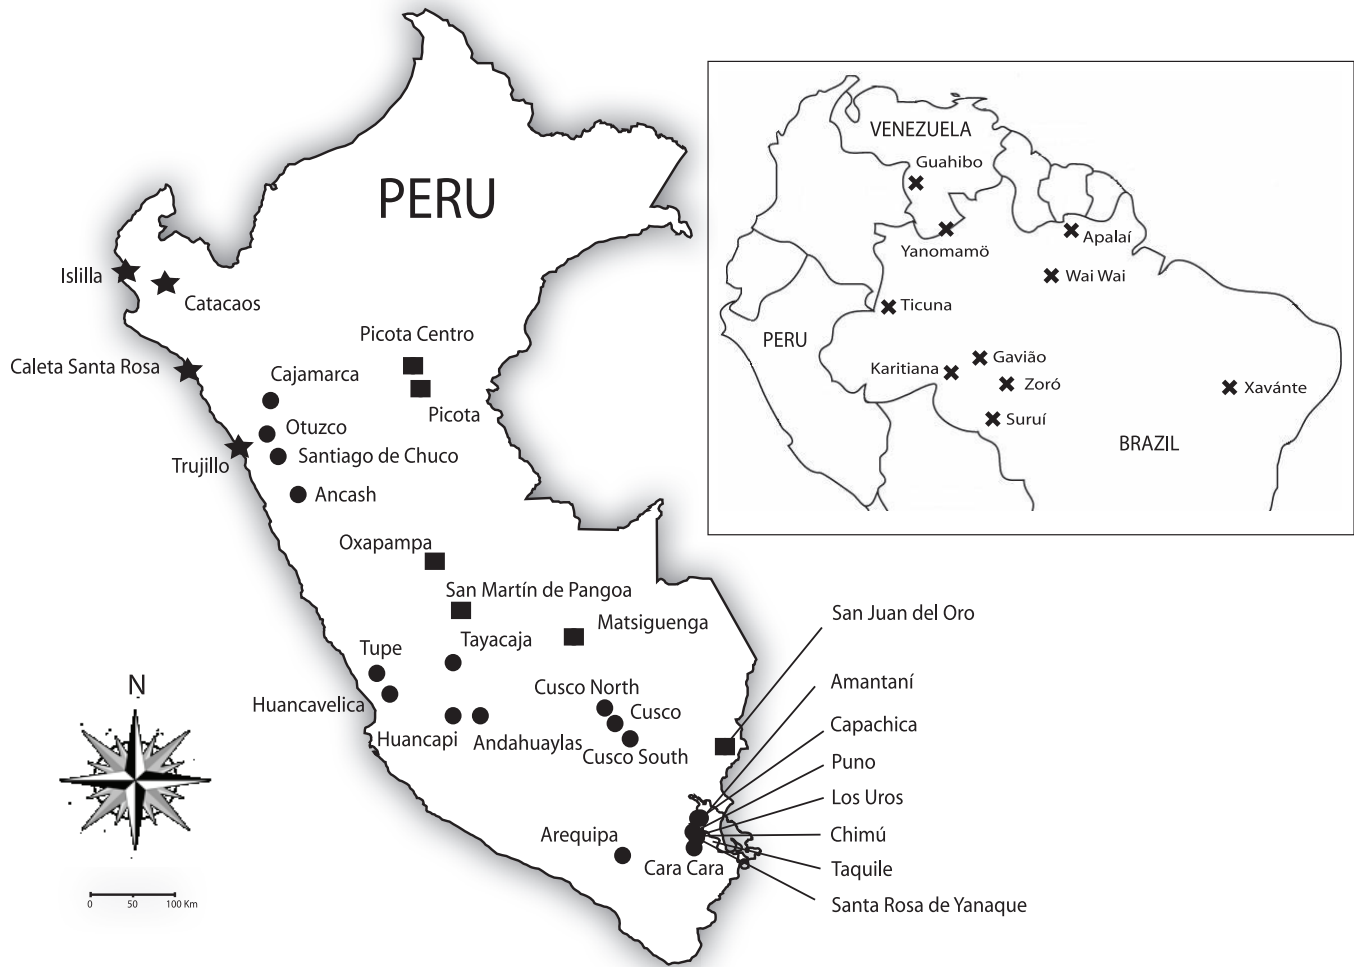 PERU
Islilla
Catacaos
Caleta Santa Rosa
Picota Centro
Cajamarca
Picota
Otuzco
Trujillo
Santiago de Chuco
Ancash
Oxapampa
San Martín de Pangoa
Matsiguenga
Tayacaja
Tupe
Huancavelica
Cusco North
Cusco
Huancapi
Andahuaylas
Cusco South
Arequipa
Cara Cara
San Juan del Oro
Amantaní
Capachica
Puno
Los Uros
Chimú
Taquile
Santa Rosa de Yanaque
N
0 50 100 Km
VENEZUELA
Guahibo
Yanomamö
Apalaí
Wai Wai
Ticuna
PERU
Gavião
Karitiana
Zoró
Xavánte
Suruí
BRAZIL